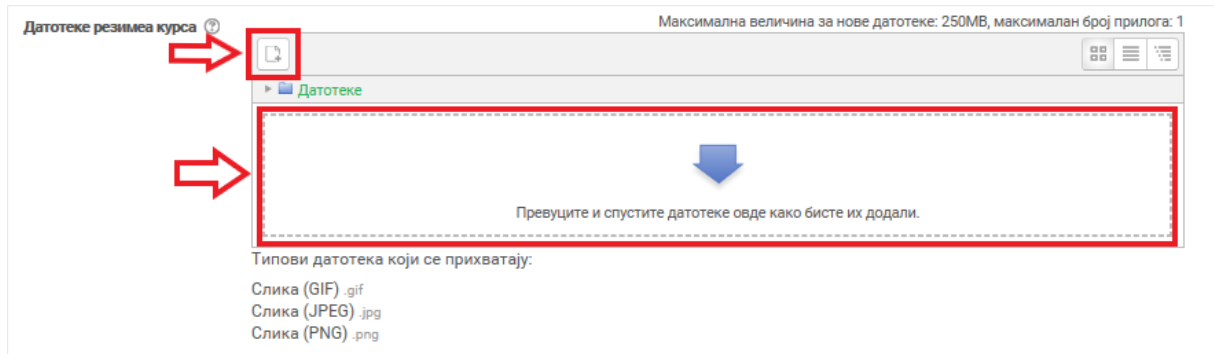 Датотеке резимеа курса
Максимална величина за нове датотеке: 250MB, максималан број прилога: 1
Датотеке
Превуците и спустите датотеке овде како бисте их додали.
Типови датотека који се прихватају:
Слика (GIF) .gif
Слика (JPEG) .jpg
Слика (PNG) .png